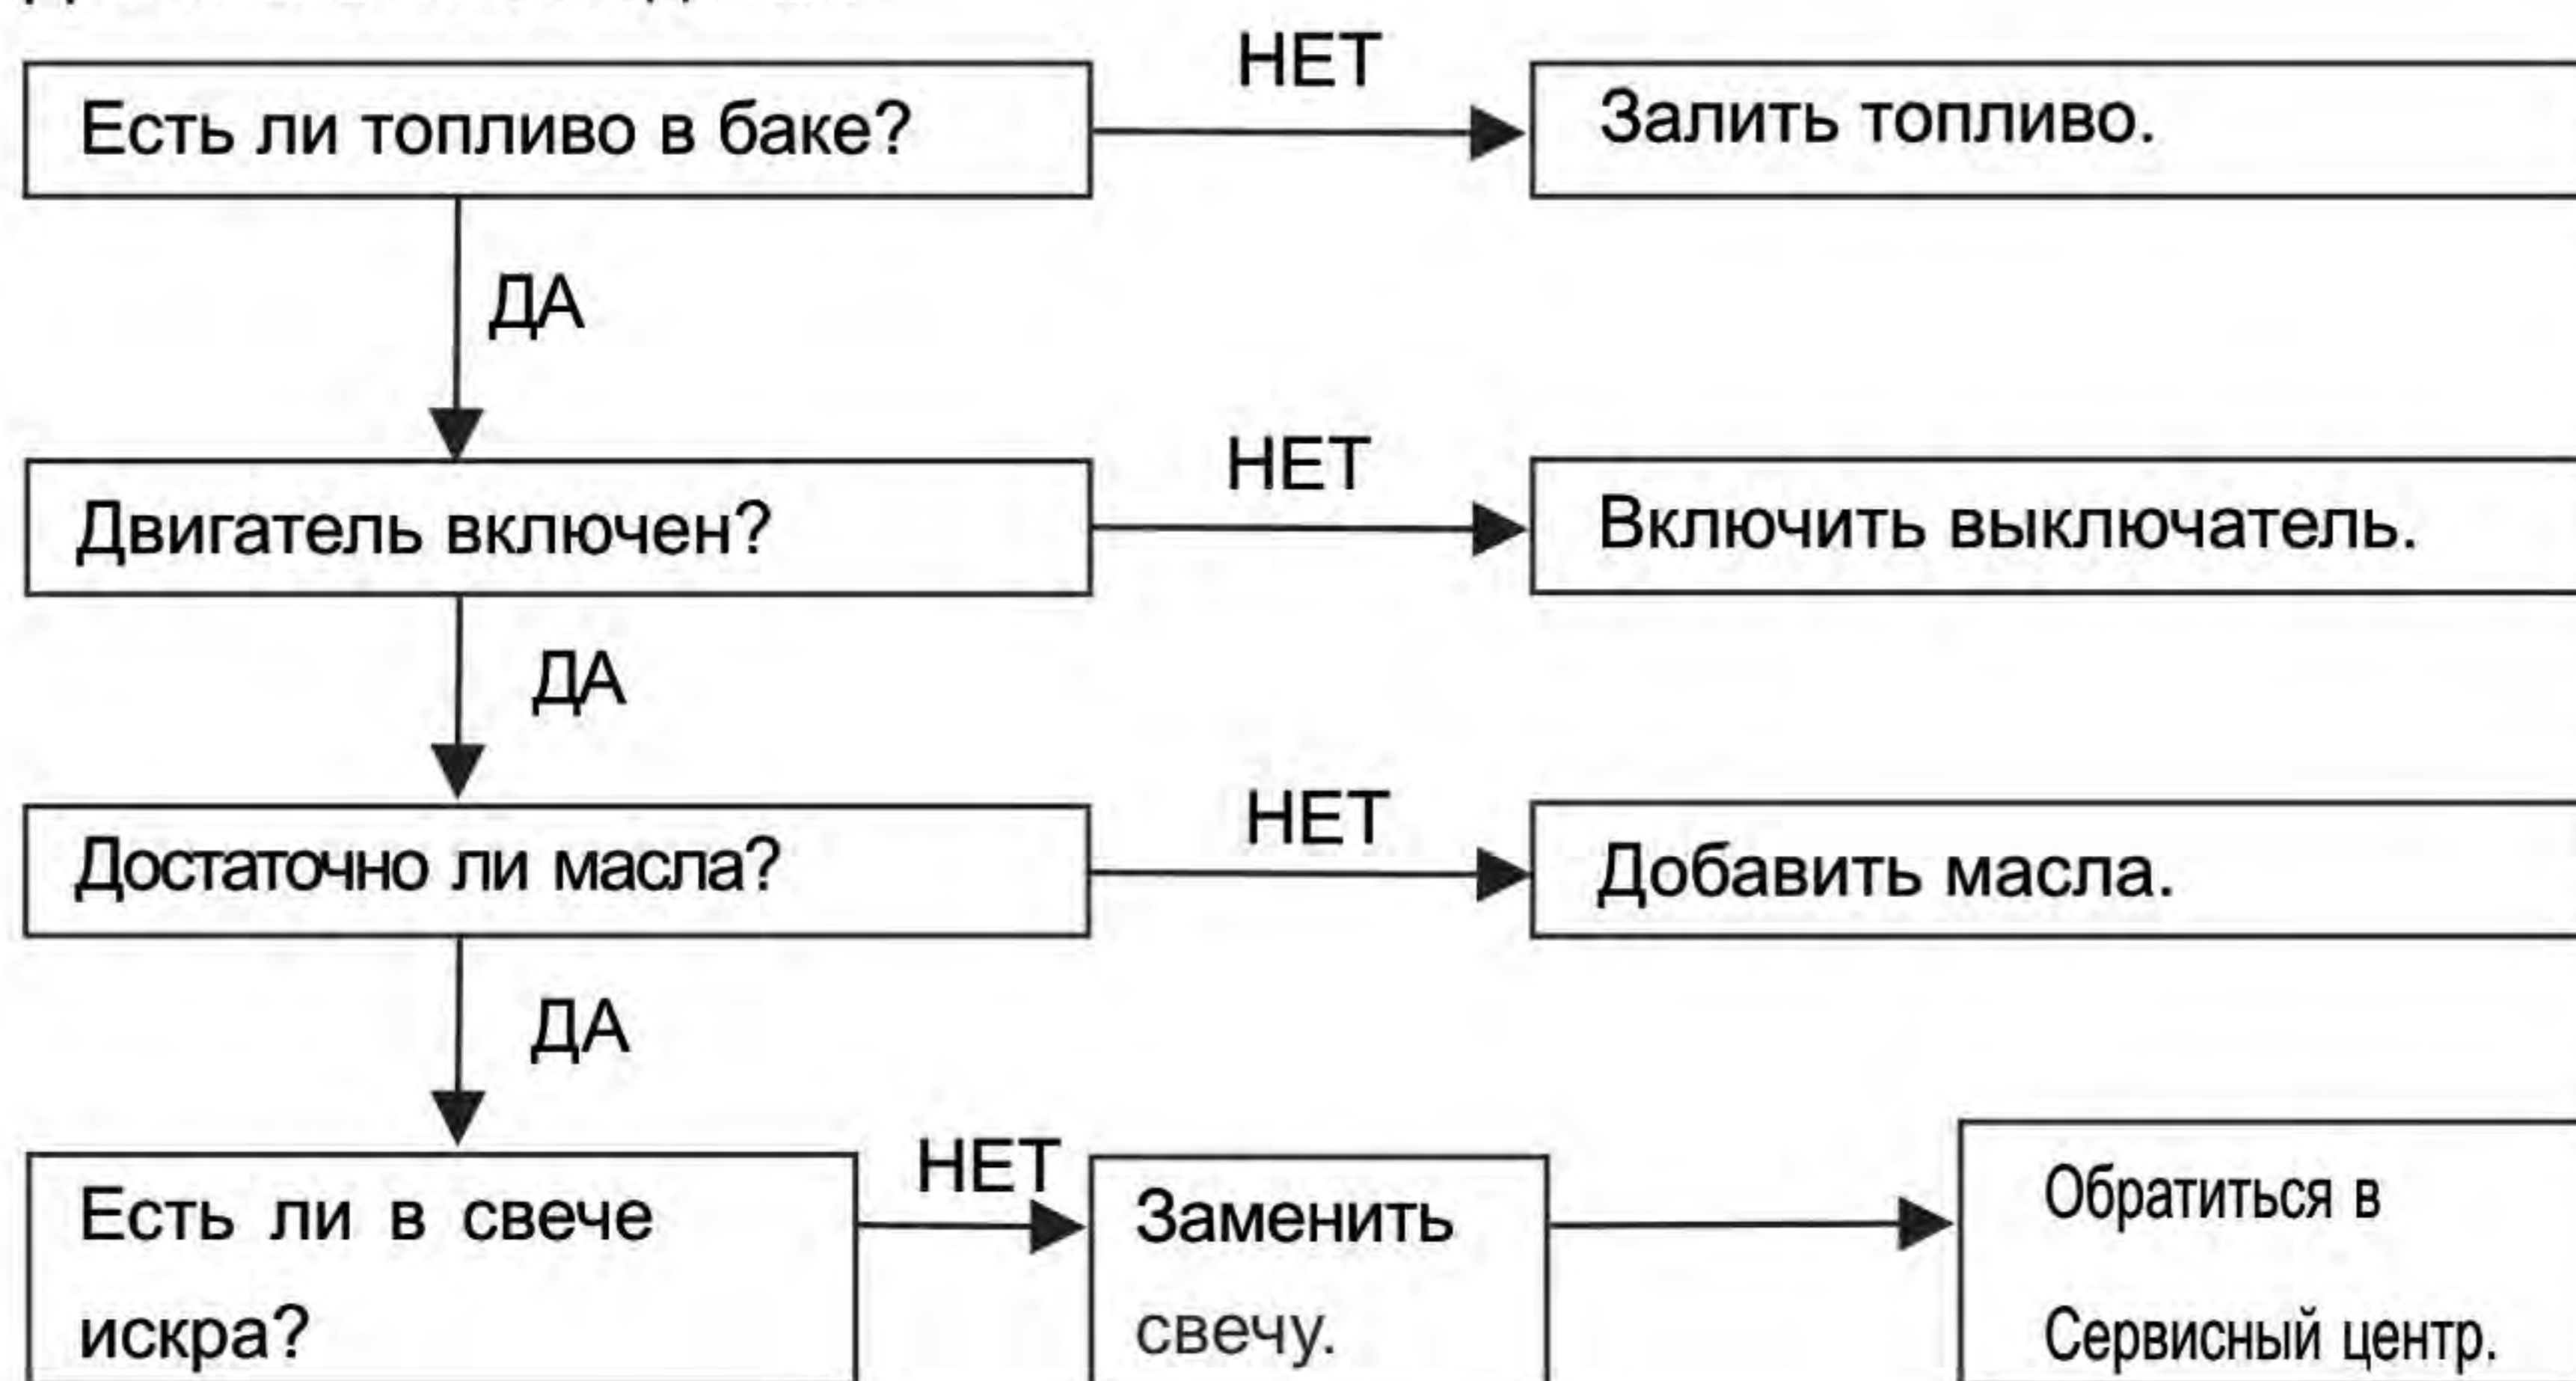 НЕТ
Есть ли топливо в баке?
Залить топливо.
ДА
НЕТ
Двигатель включен?
Включить выключатель.
ДА
НЕТ
Достаточно ли масла?
Добавить масла.
ДА
НЕТ
Есть ли в свече
искра?
Заменить
свечу.
Обратиться в
Сервисный центр.